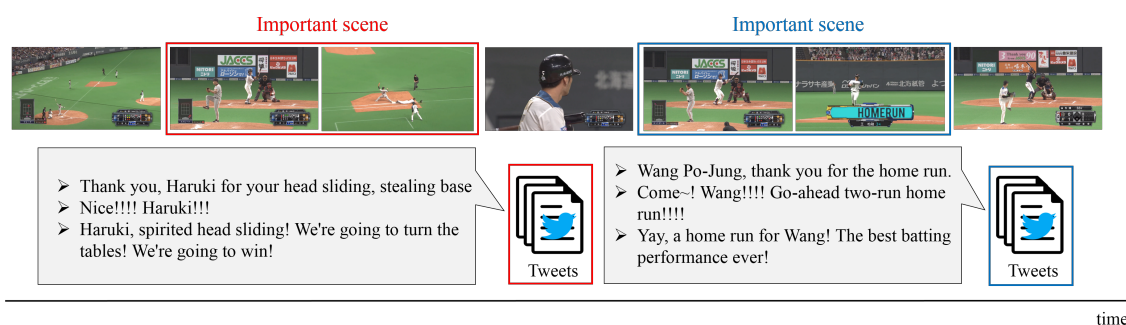 Important scene
Important scene
JACCS
JACCS
HOMERUN
➢ Thank you, Haruki for your head sliding, stealing base
➢ Nice!!!! Haruki!!!
➢ Haruki, spirited head sliding! We're going to turn the
tables! We're going to win!
Tweets
➢ Wang Po-Jung, thank you for the home run.
➢ Come~! Wang!!!! Go-ahead two-run home
run!!!!
➢ Yay, a home run for Wang! The best batting
performance ever!
Tweets
time